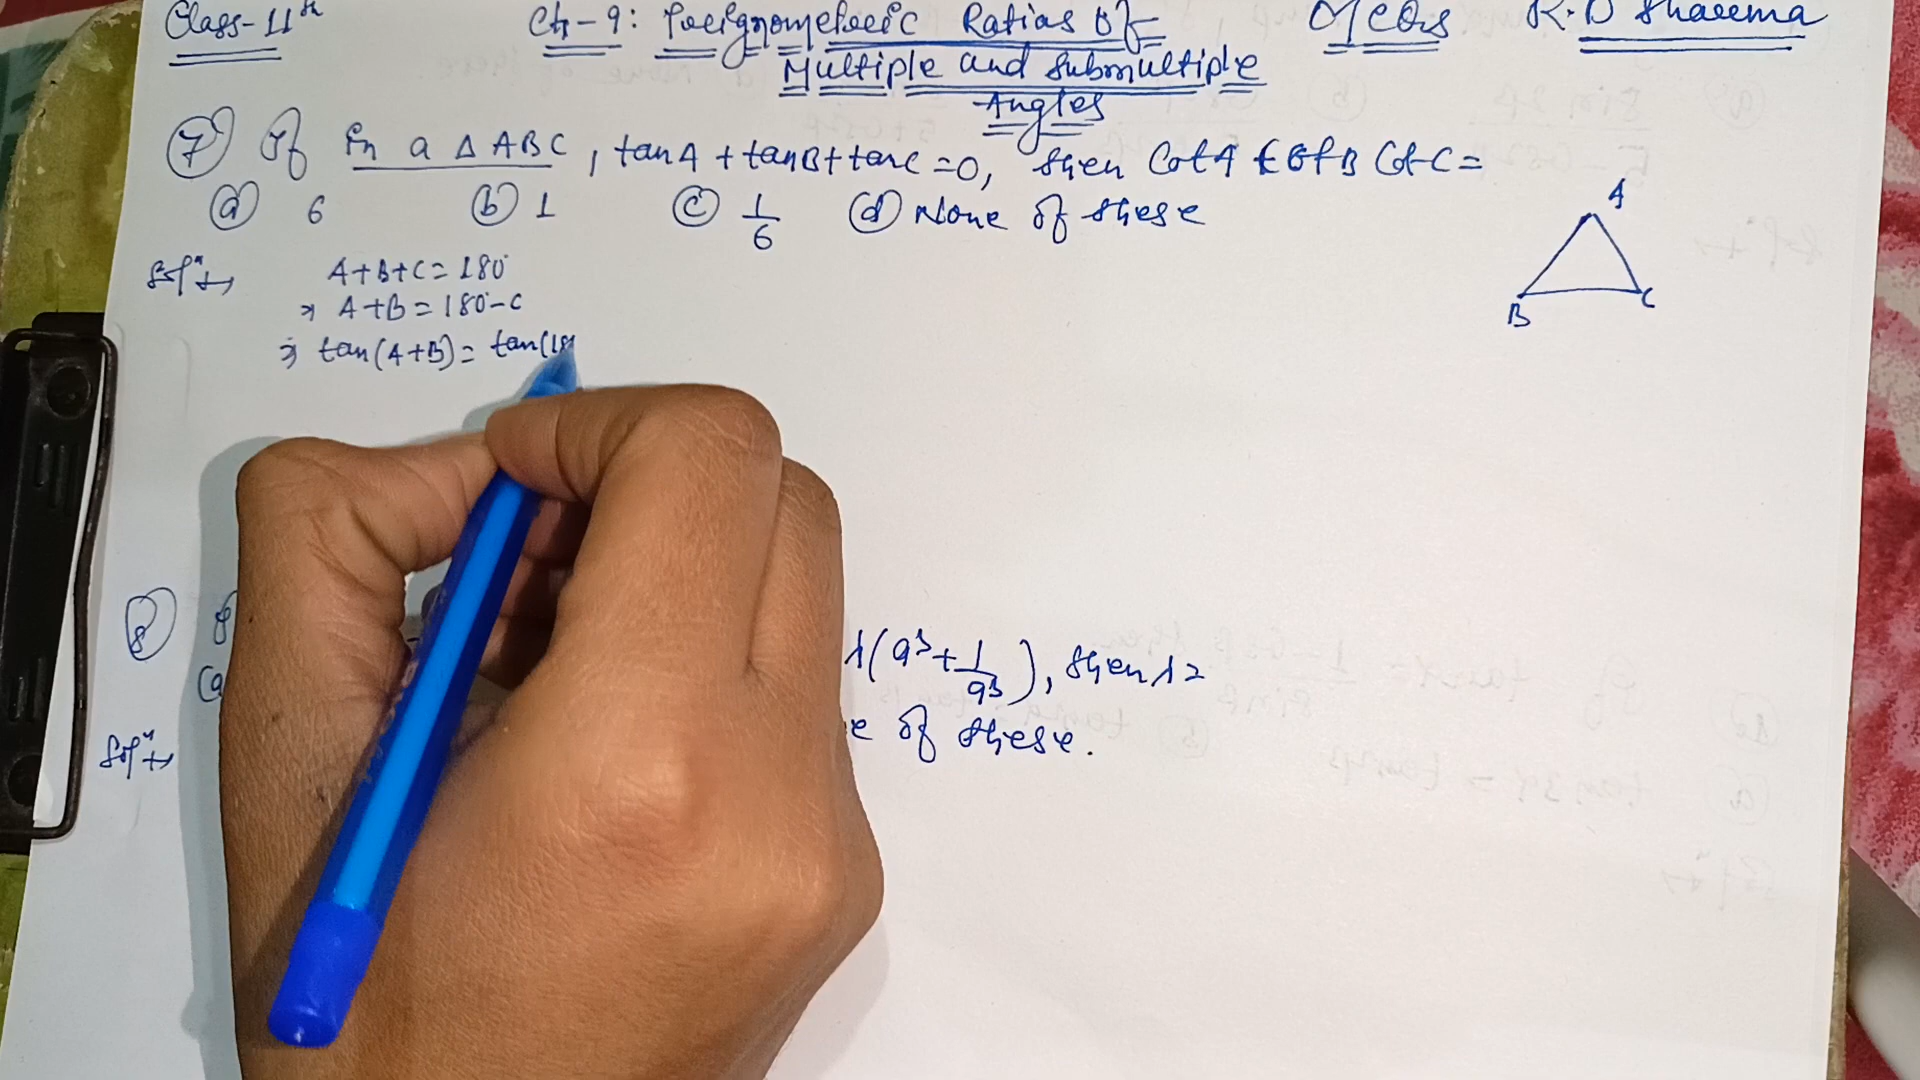 Class-11th Ch-9: Trigonometric Ratios Of MCQs R.D Sharma
Multiple and Submultiple
Angles
(7) If in a Δ ABC, tanA + tanB + tanC = 0, then CotA CotB CotC =
(a) 6 (b) 1 (c) 1/6 (d) None of these
Solⁿ→ A+B+C = 180°
⇒ A+B = 180°-C
⇒ tan(A+B) = tan(18
A
B C
(8)
(a³ + 1/a³), then λ =
(a
of these.
Solⁿ→